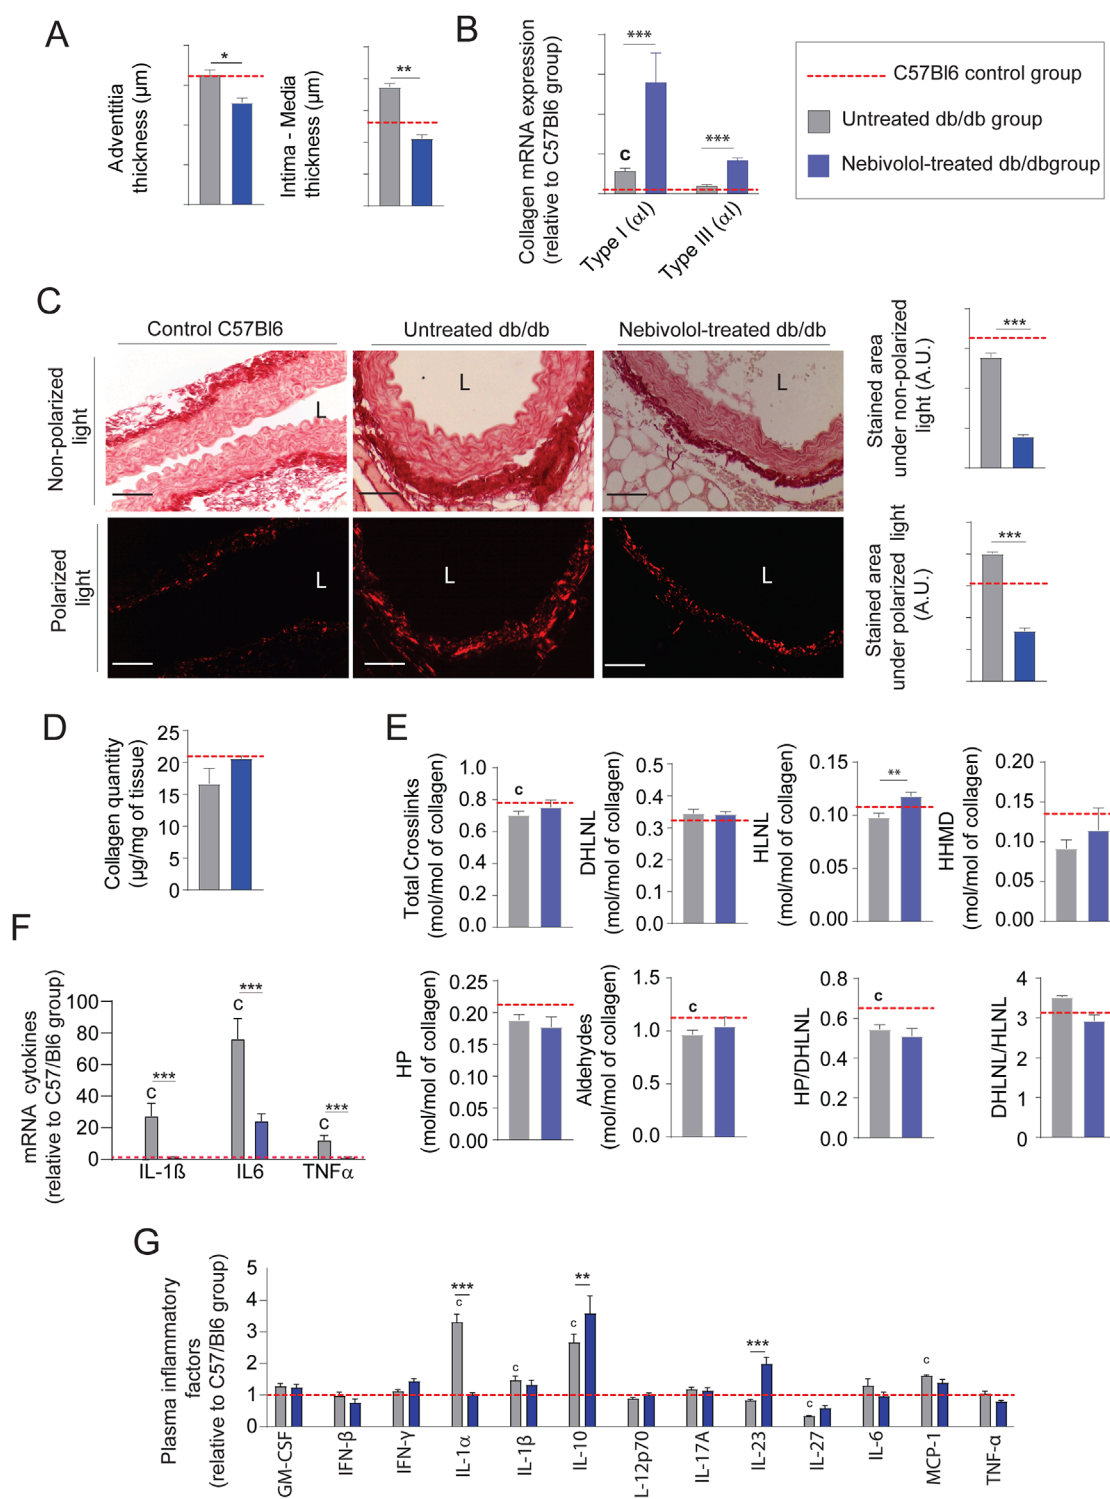 A
Adventitia
thickness (µm)
*
Intima - Media
thickness (µm)
**
B
Collagen mRNA expression
(relative to C57Bl6 group)
***
c
***
Type I (αI)
Type III (αI)
C57Bl6 control group
Untreated db/db group
Nebivolol-treated db/dbgroup
C
Control C57Bl6
Untreated db/db
Nebivolol-treated db/db
Non-polarized
light
L
L
L
Stained area
under non-polarized
light (A.U.)
***
Polarized
light
L
L
L
Stained area
under polarized light
(A.U.)
***
D
Collagen quantity
(µg/mg of tissue)
25
20
15
10
5
0
E
Total Crosslinks
(mol/mol of collagen)
1.0
0.8
0.6
0.4
0.2
0.0
c
DHLNL
(mol/mol of collagen)
0.5
0.4
0.3
0.2
0.1
0.0
HLNL
(mol/mol of collagen)
0.15
0.10
0.05
0.00
**
HHMD
(mol/mol of collagen)
0.20
0.15
0.10
0.05
0.00
HP
(mol/mol of collagen)
0.25
0.20
0.15
0.10
0.05
0.00
Aldehydes
(mol/mol of collagen)
1.5
1.0
0.5
0.0
c
HP/DHLNL
0.8
0.6
0.4
0.2
0.0
c
DHLNL/HLNL
4
3
2
1
0
F
mRNA cytokines
(relative to C57/Bl6 group)
100
80
60
40
20
0
c
***
c
***
c
***
IL-1ß
IL6
TNFα
G
Plasma inflammatory
factors
(relative to C57/Bl6 group)
5
4
3
2
1
0
***
c
c
**
c
***
c
c
GM-CSF
IFN-β
IFN-γ
IL-1α
IL-1β
IL-10
L-12p70
IL-17A
IL-23
IL-27
IL-6
MCP-1
TNF-α